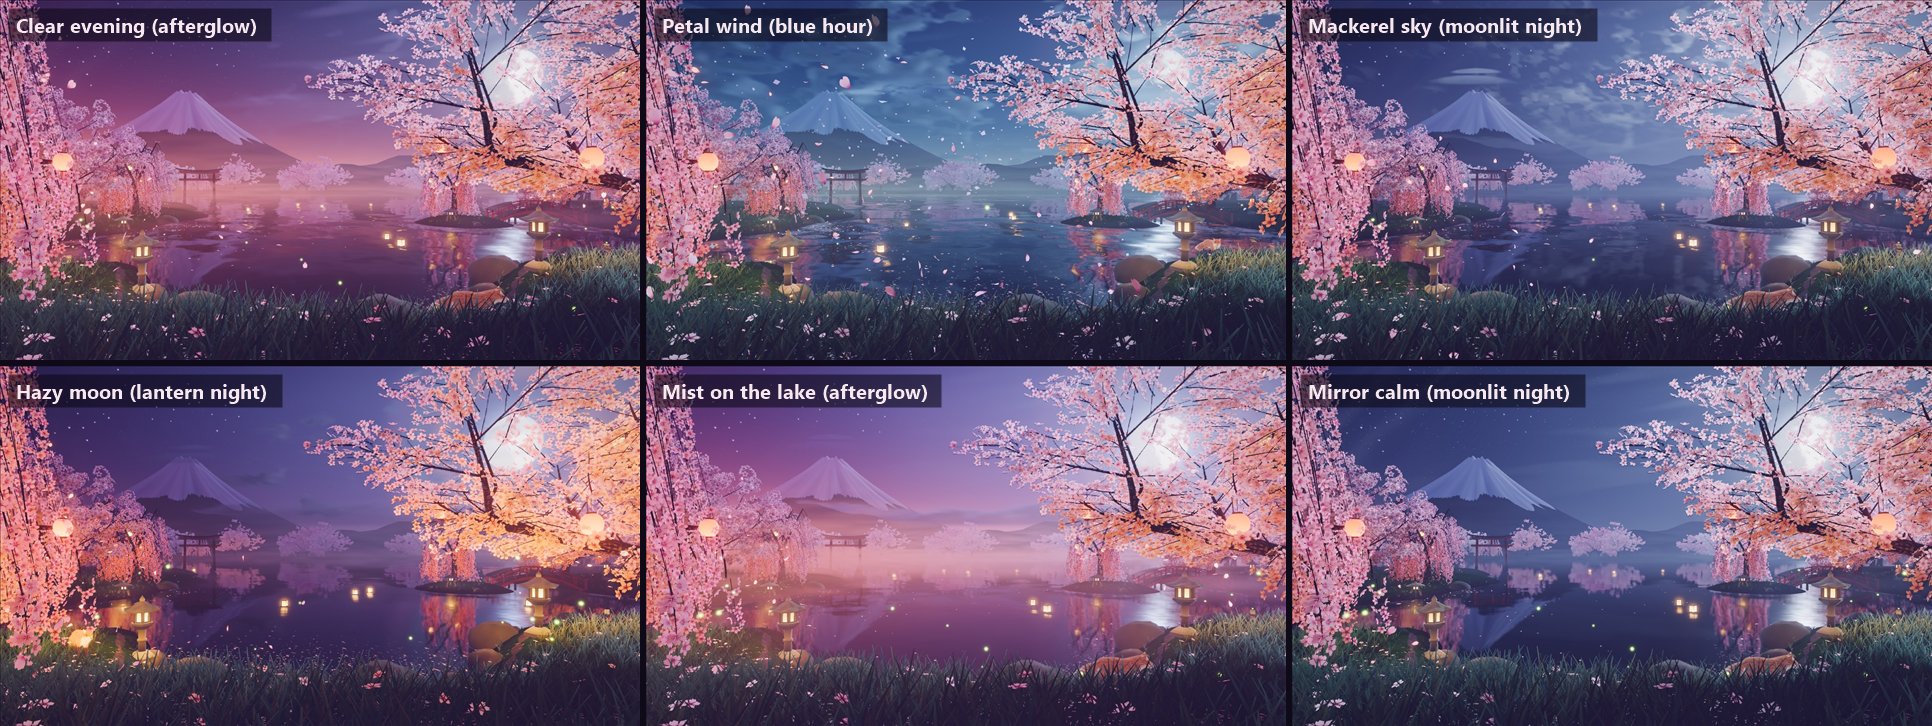 Clear evening (afterglow)
Petal wind (blue hour)
Mackerel sky (moonlit night)
Hazy moon (lantern night)
Mist on the lake (afterglow)
Mirror calm (moonlit night)